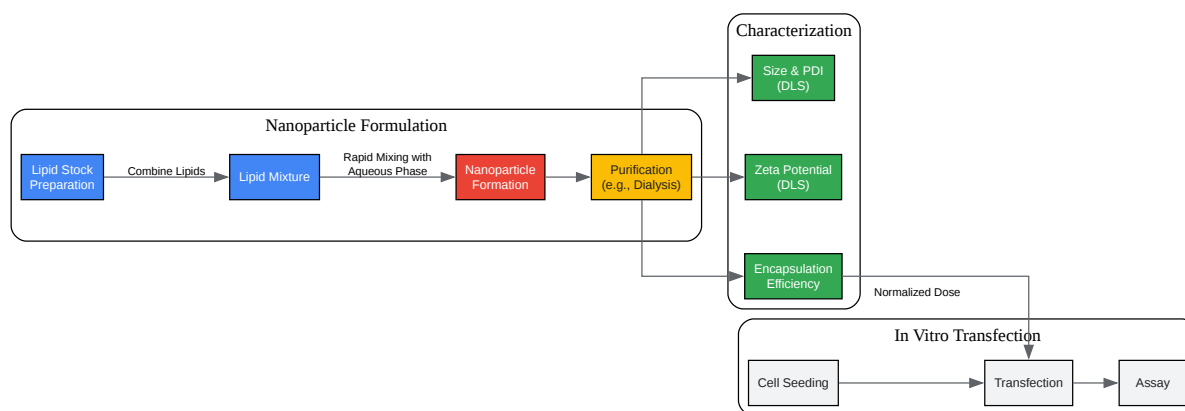 Characterization
Size & PDI
(DLS)
Nanoparticle Formulation
Lipid Stock
Preparation
Combine Lipids
Lipid Mixture
Rapid Mixing with
Aqueous Phase
Nanoparticle
Formation
Purification
(e.g., Dialysis)
Zeta Potential
(DLS)
Encapsulation
Efficiency
Normalized Dose
In Vitro Transfection
Cell Seeding
Transfection
Assay